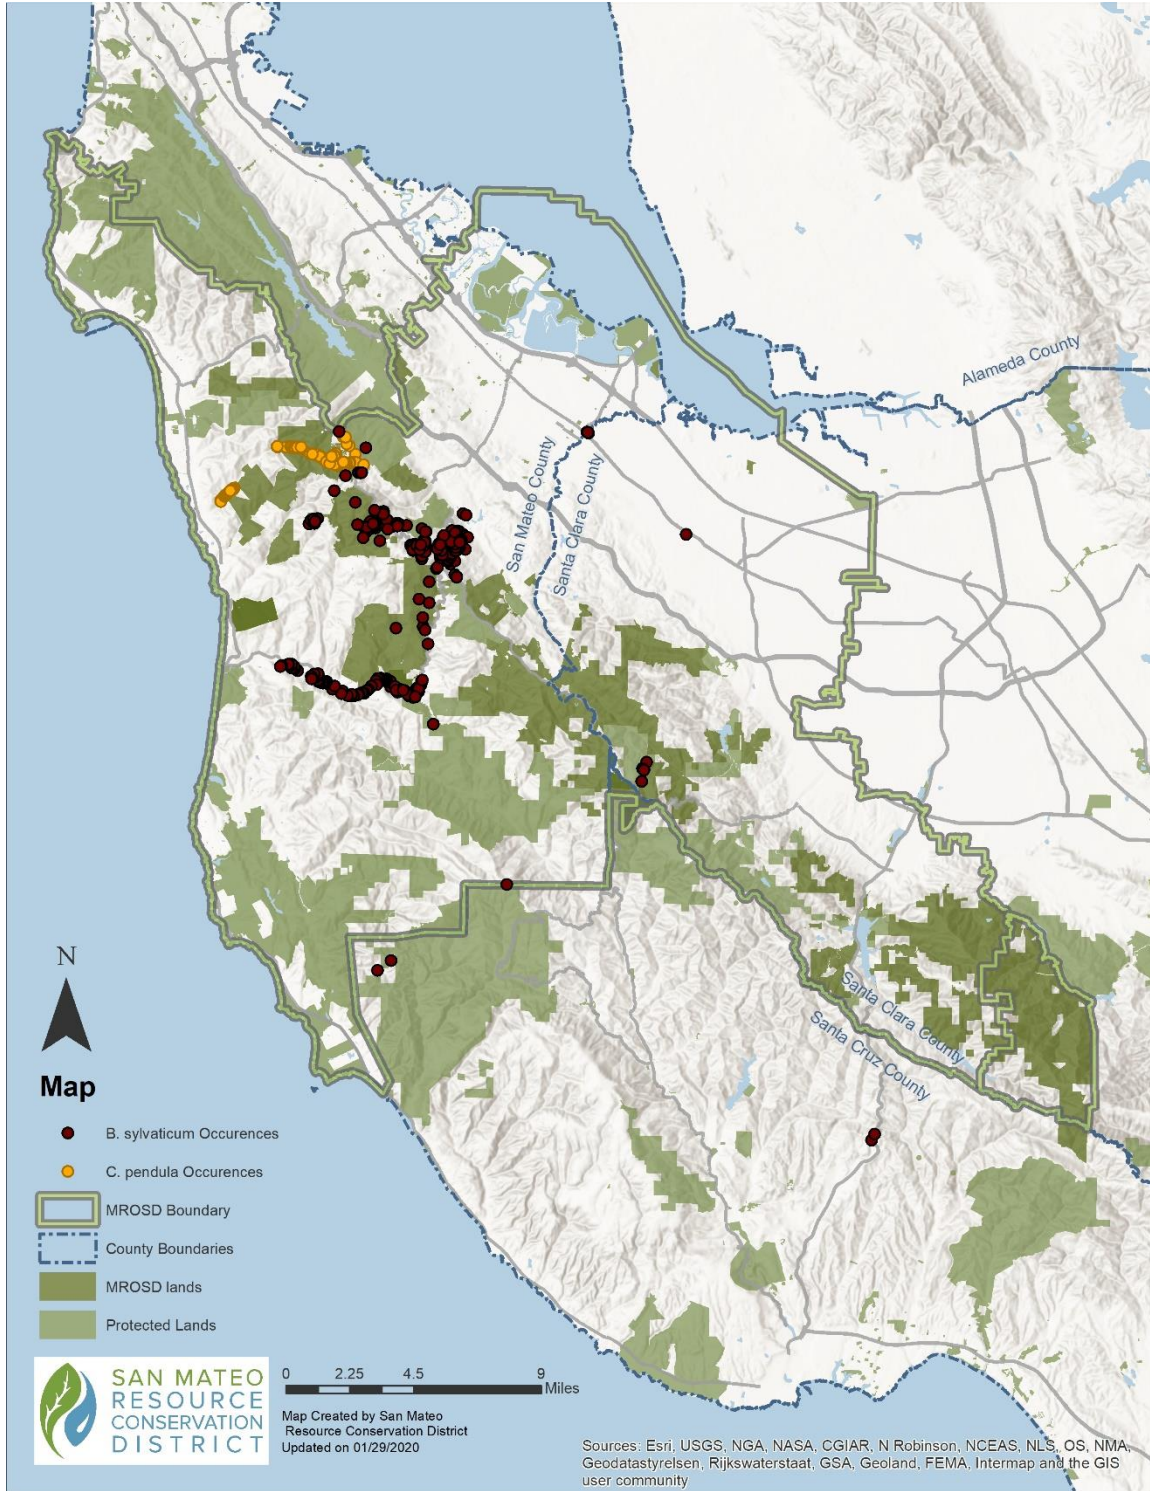 Alameda County
San Mateo County
Santa Clara County
Santa Clara County
Santa Cruz County
N
Map
B. sylvaticum Occurences
C. pendula Occurences
MROSD Boundary
County Boundaries
MROSD lands
Protected Lands
SAN MATEO
RESOURCE
CONSERVATION
DISTRICT
0 2.25 4.5 9
Miles
Map Created by San Mateo
Resource Conservation District
Updated on 01/29/2020
Sources: Esri, USGS, NGA, NASA, CGIAR, N Robinson, NCEAS, NLS, OS, NMA,
Geodatastyrelsen, Rijkswaterstaat, GSA, Geoland, FEMA, Intermap and the GIS
user community